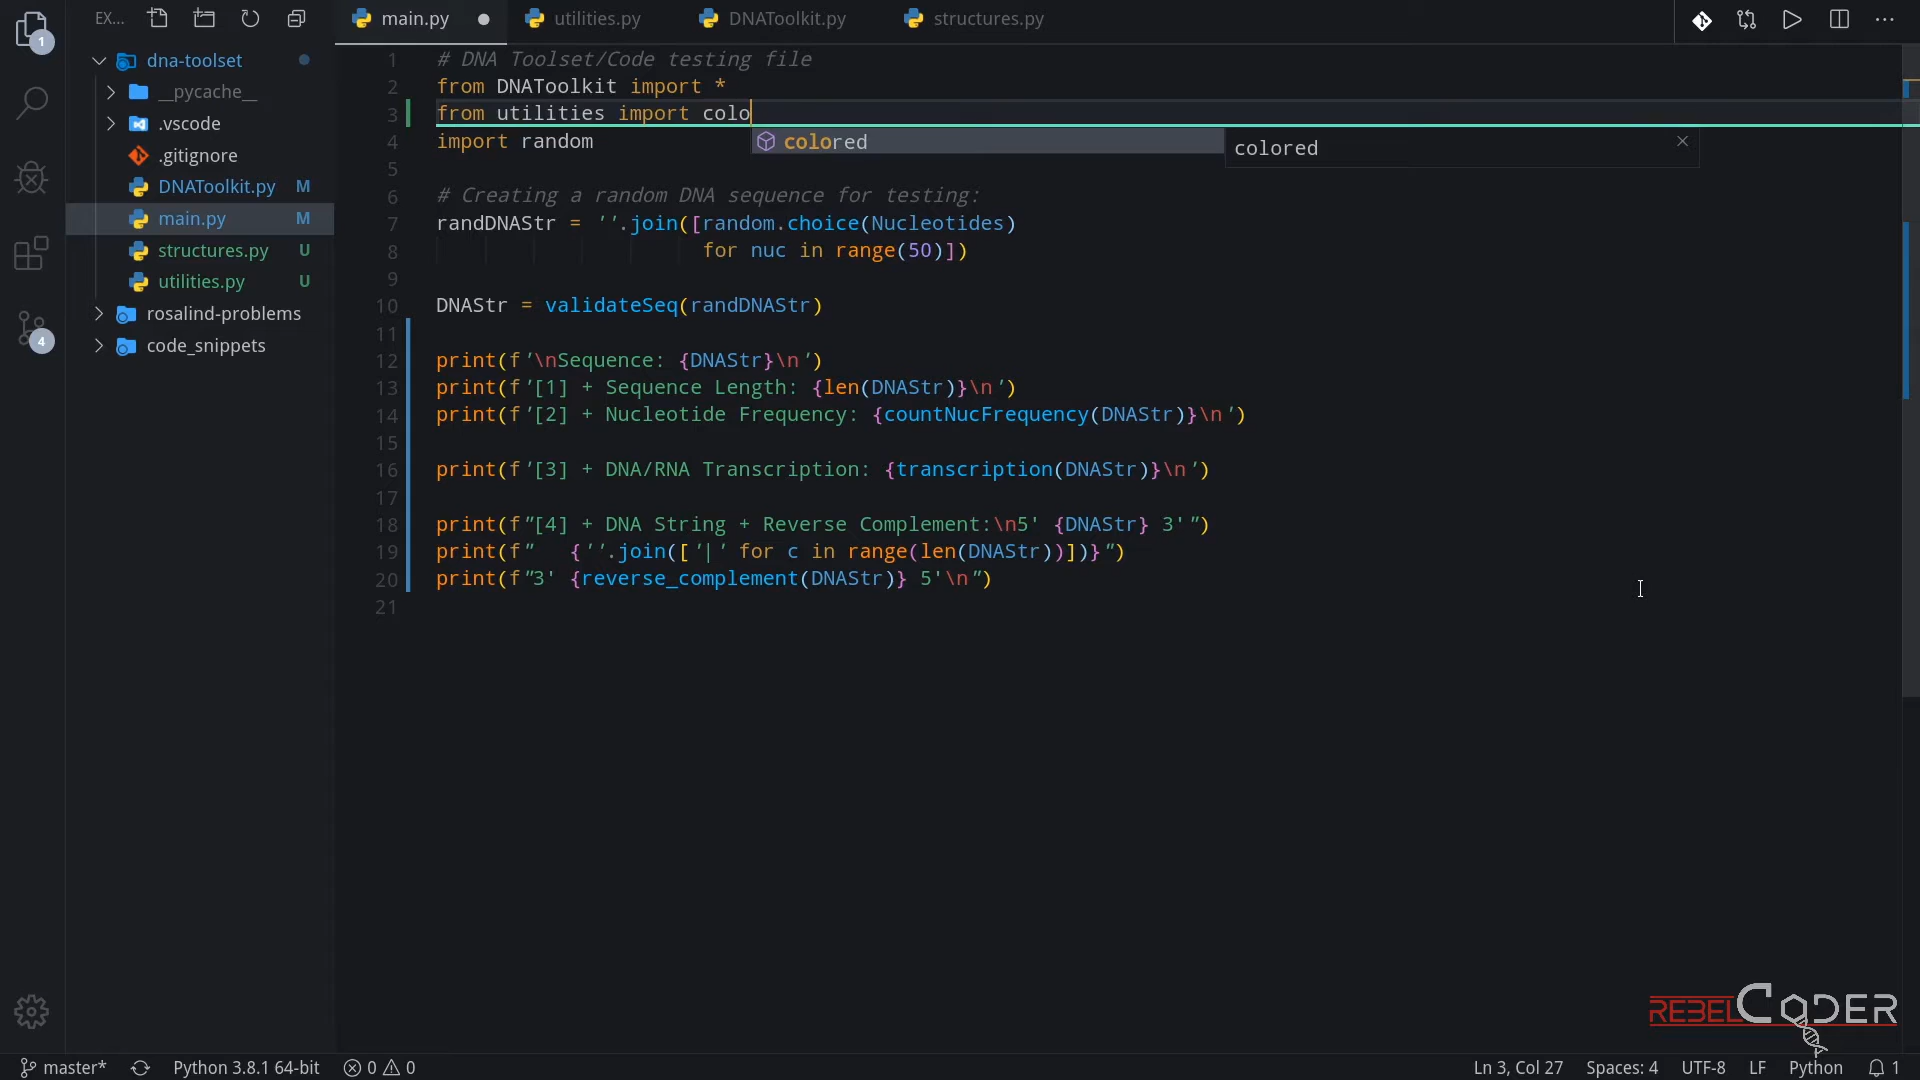 EX...
main.py
utilities.py
DNAToolkit.py
structures.py
1
dna-toolset
__pycache__
.vscode
.gitignore
DNAToolkit.py M
main.py M
structures.py U
utilities.py U
rosalind-problems
code_snippets
4
1 # DNA Toolset/Code testing file
2 from DNAToolkit import *
3 from utilities import colo
4 import random
colored
colored
5
6 # Creating a random DNA sequence for testing:
7 randDNAStr = ''.join([random.choice(Nucleotides)
8 for nuc in range(50)])
9
10 DNAStr = validateSeq(randDNAStr)
11
12 print(f'\nSequence: {DNAStr}\n')
13 print(f'[1] + Sequence Length: {len(DNAStr)}\n')
14 print(f'[2] + Nucleotide Frequency: {countNucFrequency(DNAStr)}\n')
15
16 print(f'[3] + DNA/RNA Transcription: {transcription(DNAStr)}\n')
17
18 print(f"[4] + DNA String + Reverse Complement:\n5' {DNAStr} 3'")
19 print(f"   {''.join(['|' for c in range(len(DNAStr))])}")
20 print(f"3' {reverse_complement(DNAStr)} 5'\n")
21
REBELCODER
master*
Python 3.8.1 64-bit
0
0
Ln 3, Col 27
Spaces: 4
UTF-8
LF
Python
1